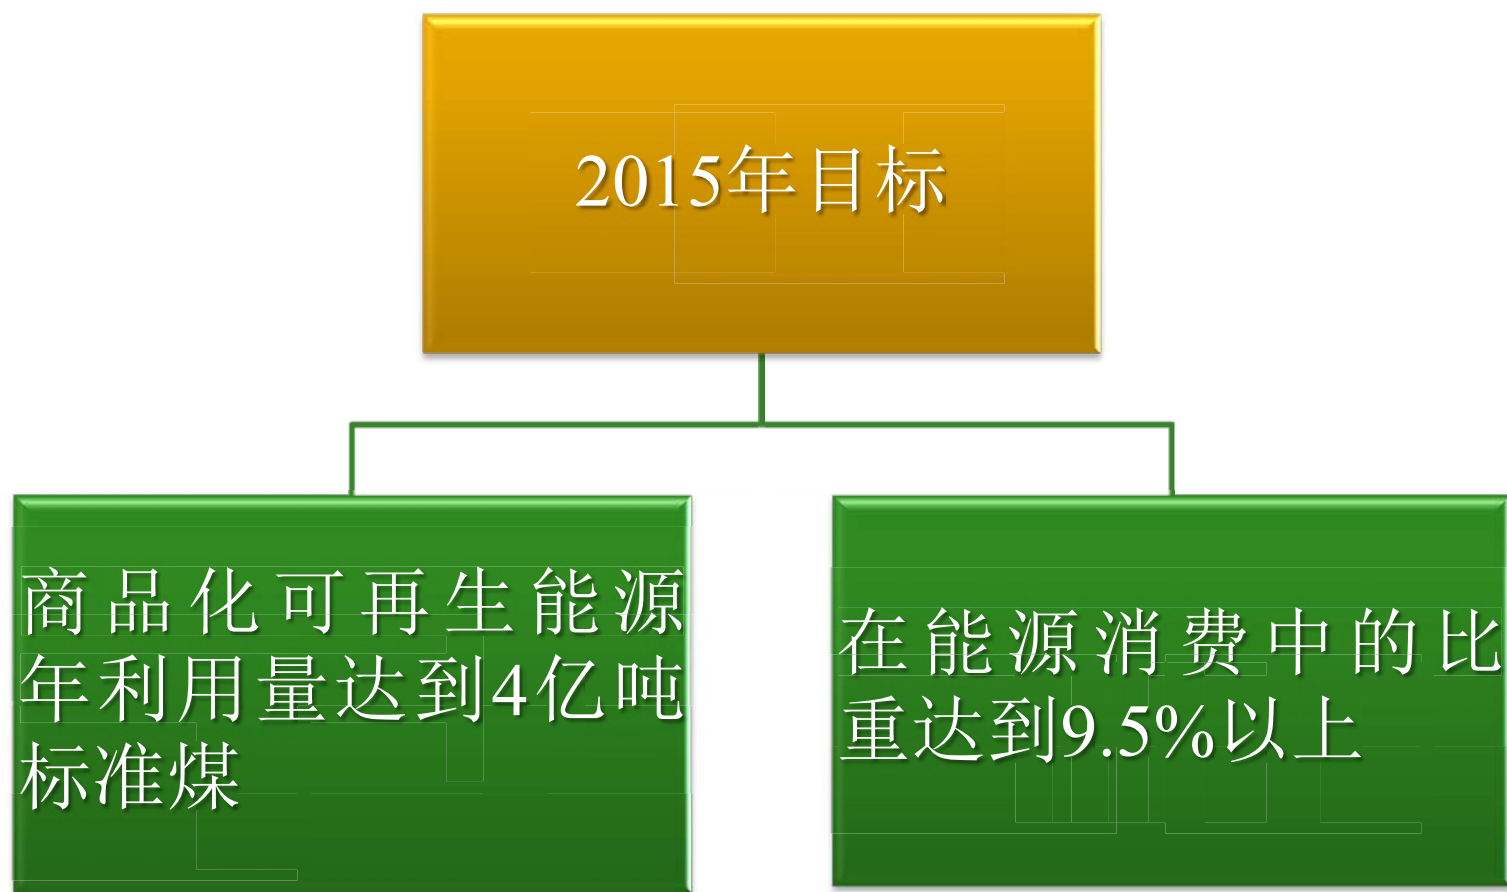 2015年目标
商品化可再生能源
年利用量达到4亿吨
标准煤
在能源消费中的比
重达到9.5%以上